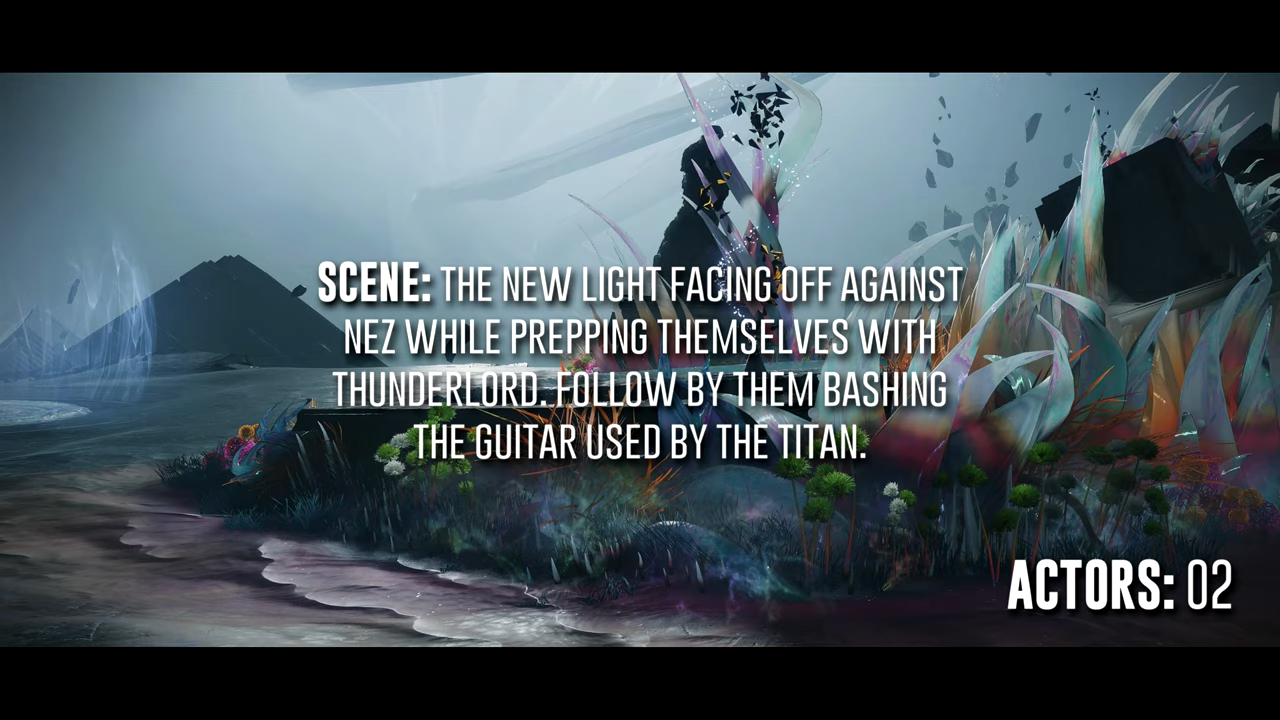 SCENE: THE NEW LIGHT FACING OFF AGAINST
NEZ WHILE PREPPING THEMSELVES WITH
THUNDERLORD. FOLLOW BY THEM BASHING
THE GUITAR USED BY THE TITAN.
ACTORS: 02